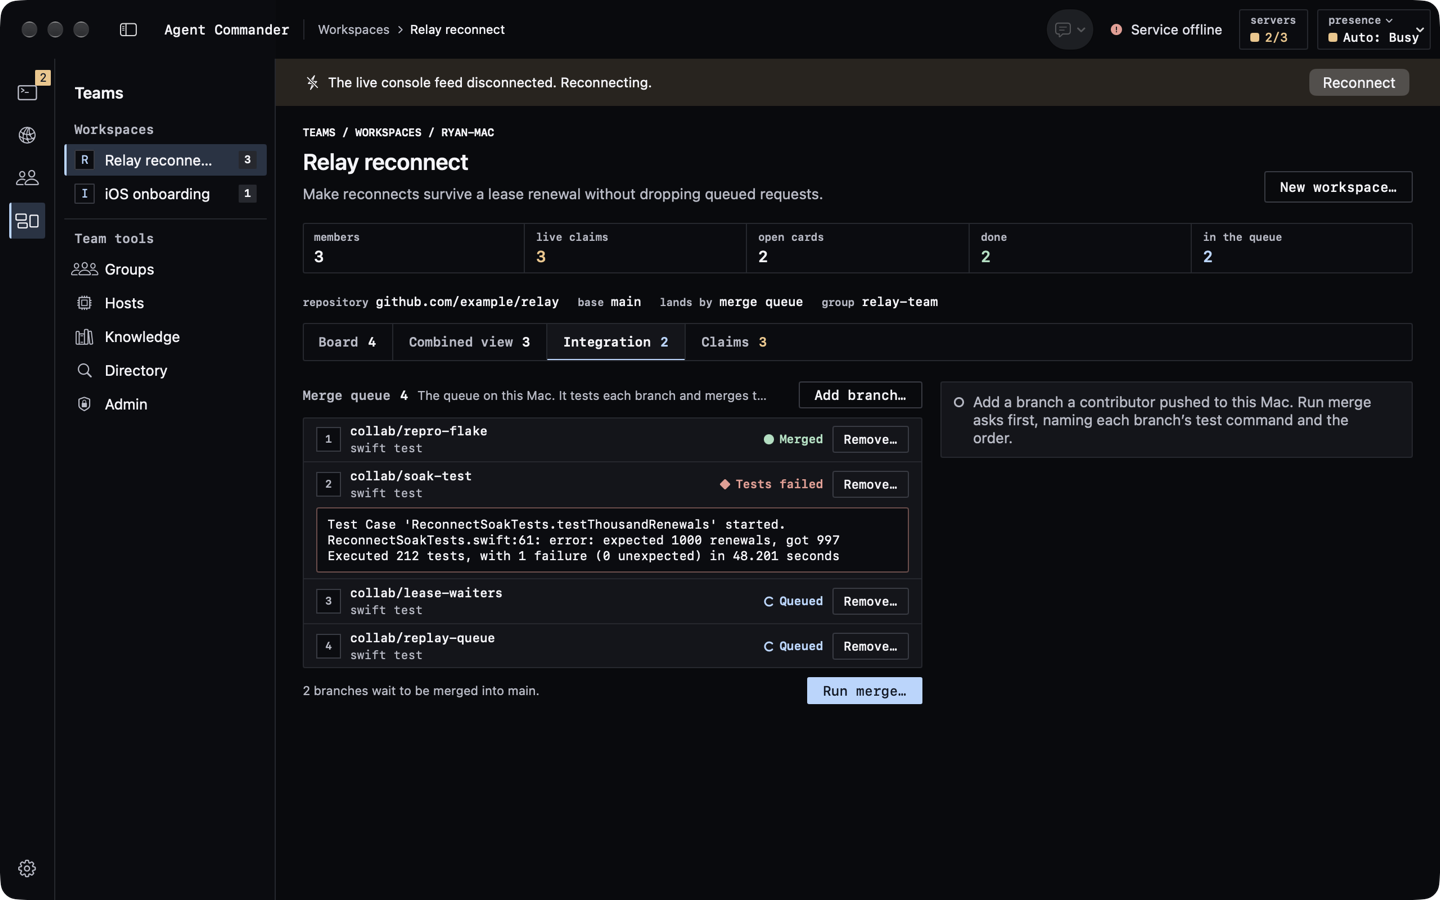 Agent Commander
Workspaces > Relay reconnect
Service offline
servers
2/3
presence
Auto: Busy
2
Teams
Workspaces
R Relay reconne... 3
I iOS onboarding 1
Team tools
Groups
Hosts
Knowledge
Directory
Admin
The live console feed disconnected. Reconnecting.
Reconnect
TEAMS / WORKSPACES / RYAN-MAC
Relay reconnect
Make reconnects survive a lease renewal without dropping queued requests.
New workspace…
members
3
live claims
3
open cards
2
done
2
in the queue
2
repository github.com/example/relay base main lands by merge queue group relay-team
Board 4
Combined view 3
Integration 2
Claims 3
Merge queue 4 The queue on this Mac. It tests each branch and merges t...
Add branch…
1 collab/repro-flake
swift test
Merged
Remove…
2 collab/soak-test
swift test
Tests failed
Remove…
Test Case 'ReconnectSoakTests.testThousandRenewals' started.
ReconnectSoakTests.swift:61: error: expected 1000 renewals, got 997
Executed 212 tests, with 1 failure (0 unexpected) in 48.201 seconds
3 collab/lease-waiters
swift test
Queued
Remove…
4 collab/replay-queue
swift test
Queued
Remove…
2 branches wait to be merged into main.
Run merge…
Add a branch a contributor pushed to this Mac. Run merge
asks first, naming each branch’s test command and the
order.